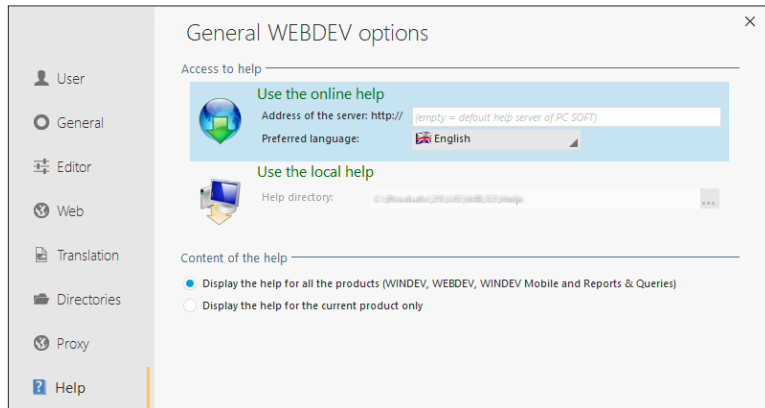 General WEBDEV options
User
General
Editor
Web
Translation
Directories
Proxy
Help
Access to help
Use the online help
Address of the server: http:// (empty = default help server of PC SOFT)
Preferred language: English
Use the local help
Help directory:
...
Content of the help
Display the help for all the products (WINDEV, WEBDEV, WINDEV Mobile and Reports & Queries)
Display the help for the current product only